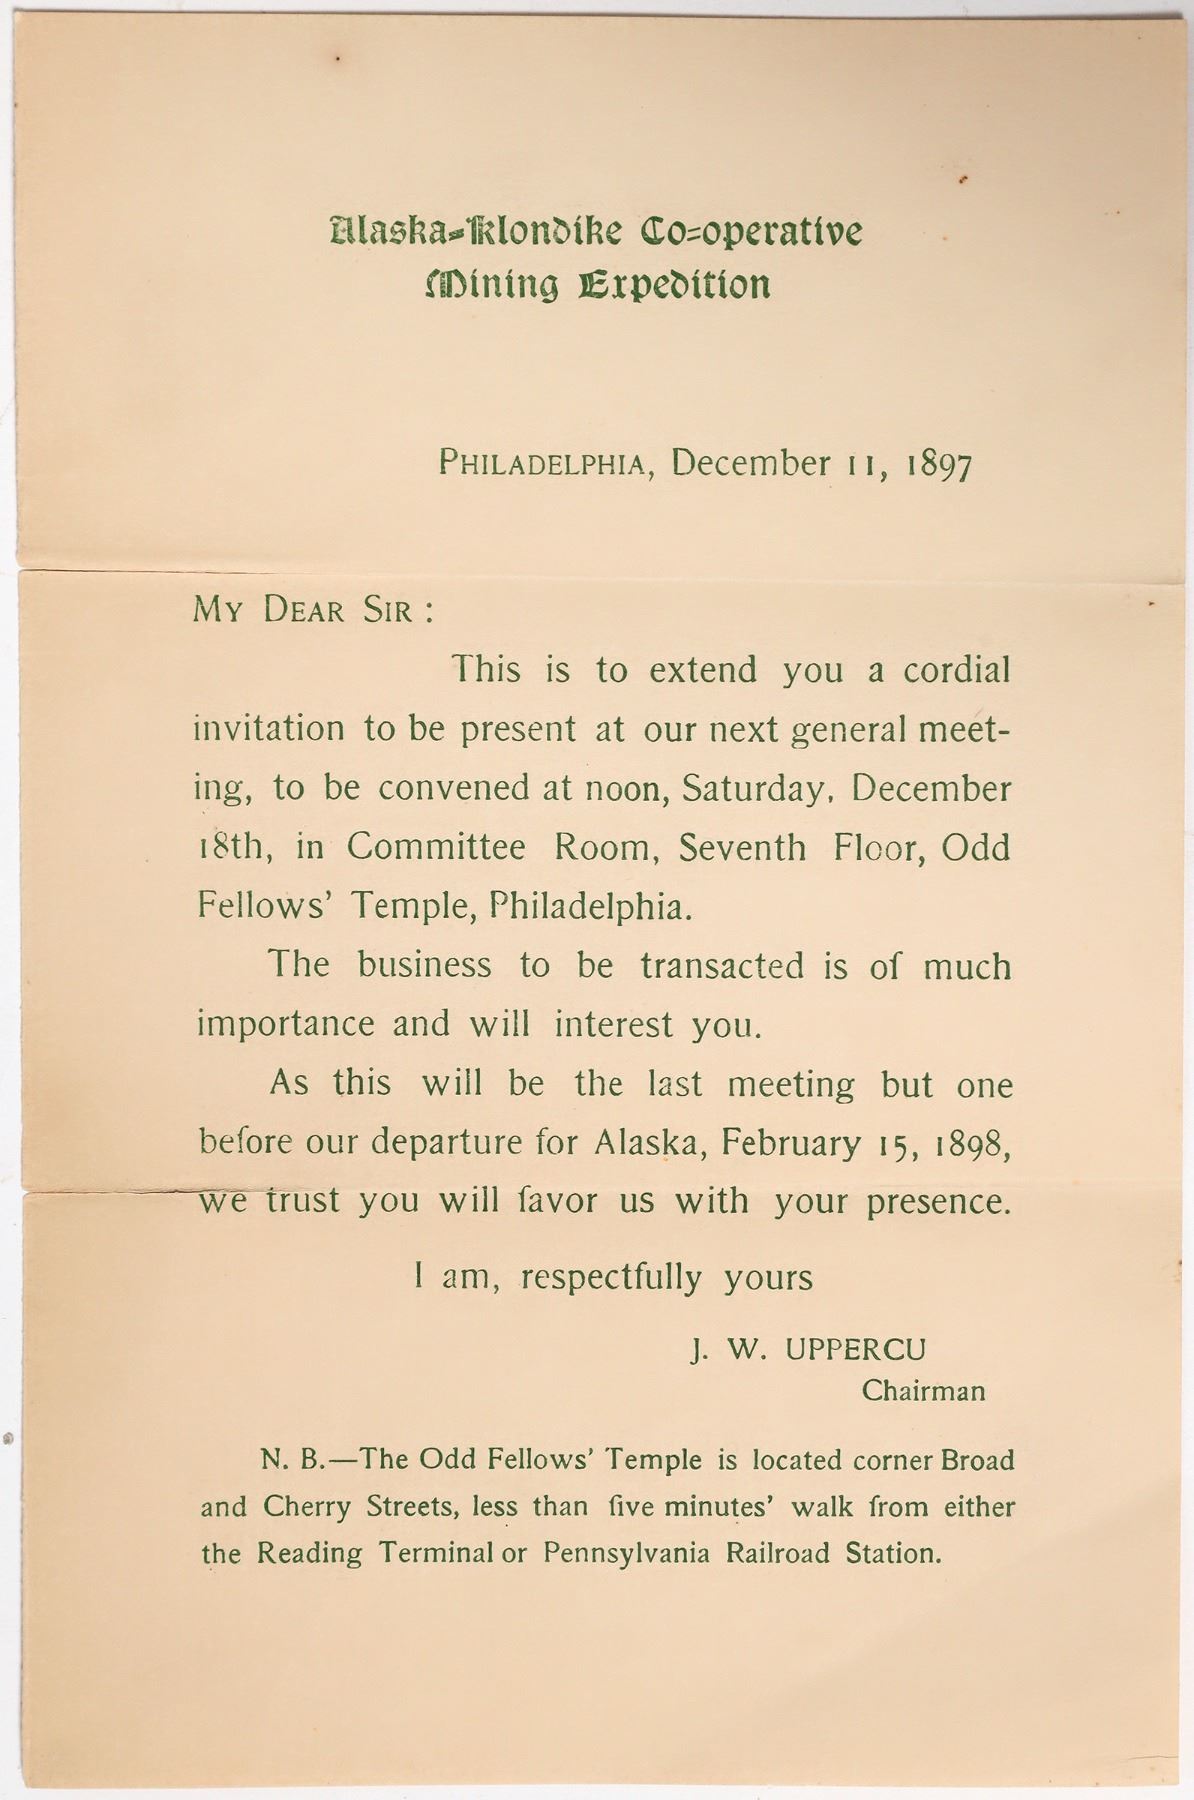 Alaska-Klondike Co-operative
Mining Expedition
PHILADELPHIA, December 11, 1897
MY DEAR SIR :
This is to extend you a cordial
invitation to be present at our next general meet-
ing, to be convened at noon, Saturday, December
18th, in Committee Room, Seventh Floor, Odd
Fellows' Temple, Philadelphia.
The business to be transacted is of much
importance and will interest you.
As this will be the last meeting but one
before our departure for Alaska, February 15, 1898,
we trust you will favor us with your presence.
I am, respectfully yours
J. W. UPPERCU
Chairman
N. B.—The Odd Fellows' Temple is located corner Broad
and Cherry Streets, less than five minutes' walk from either
the Reading Terminal or Pennsylvania Railroad Station.